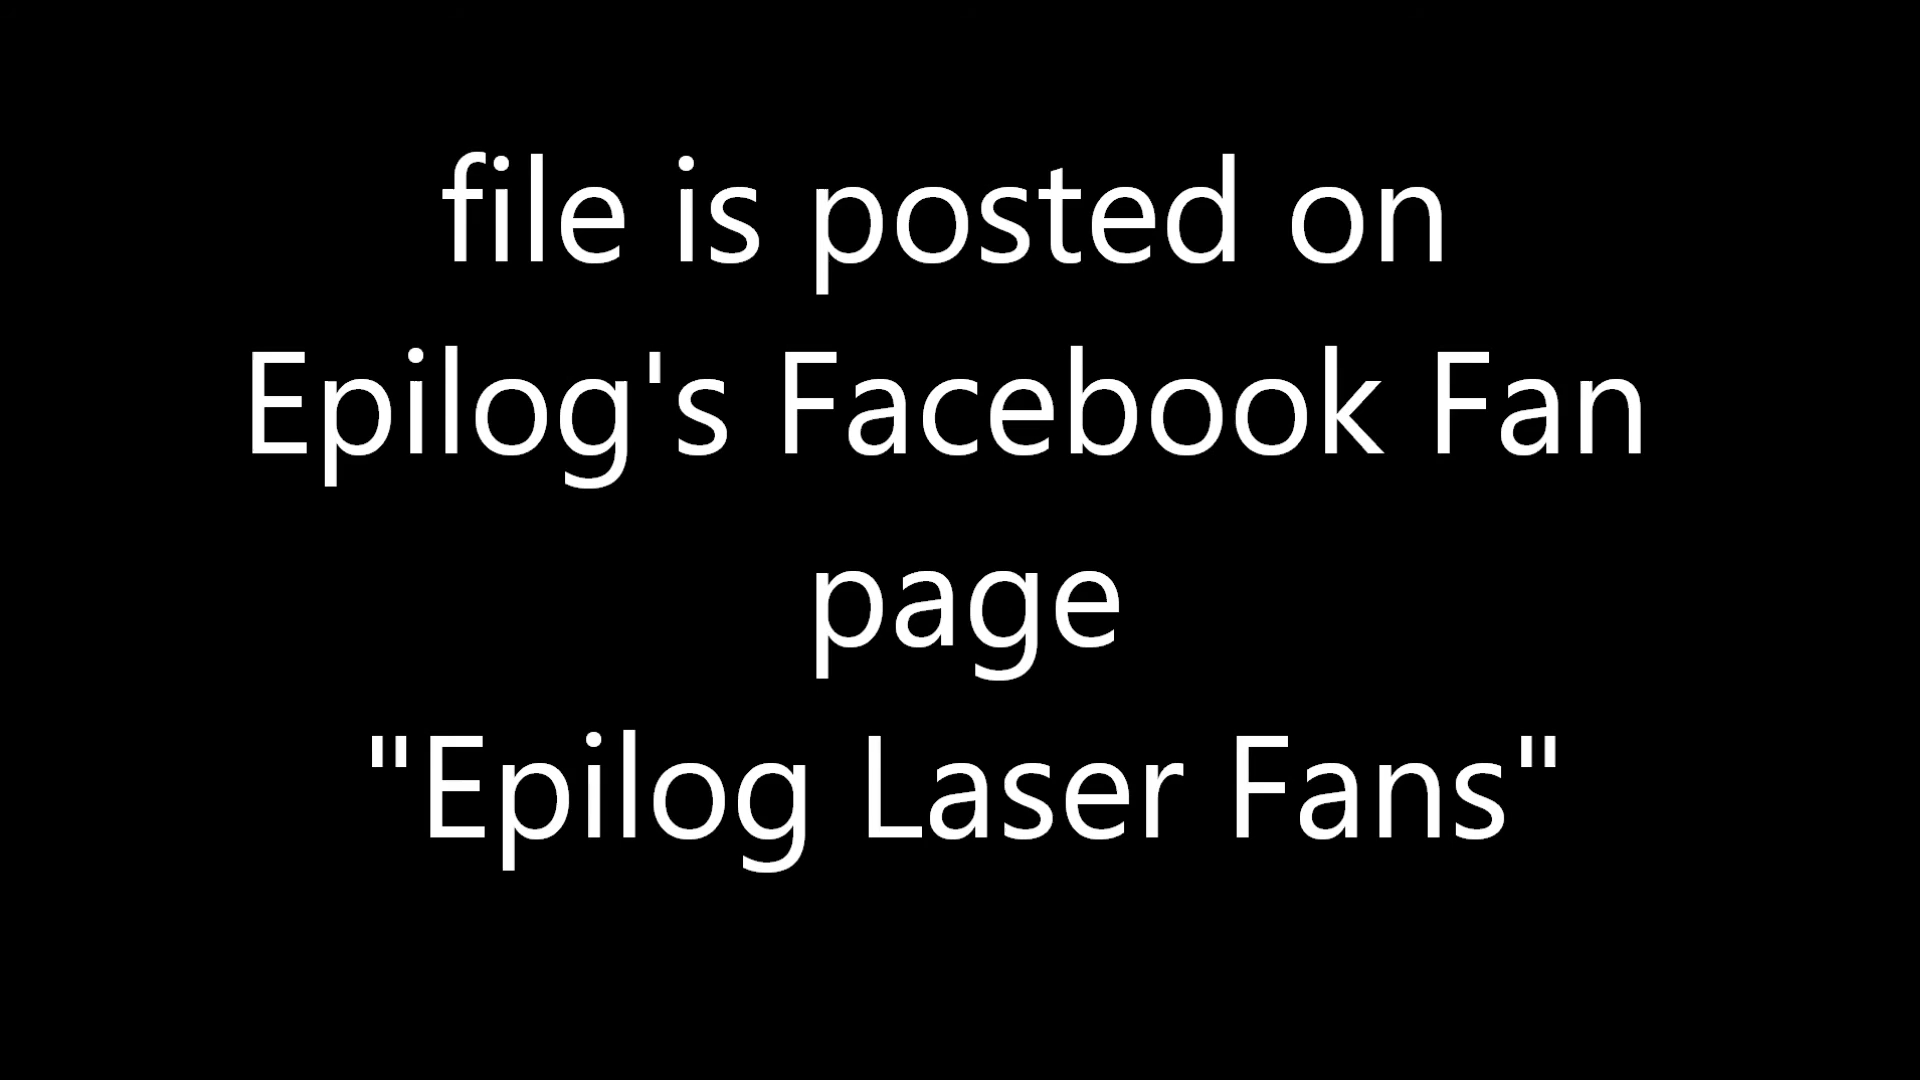 file is posted on
Epilog's Facebook Fan
page
"Epilog Laser Fans"